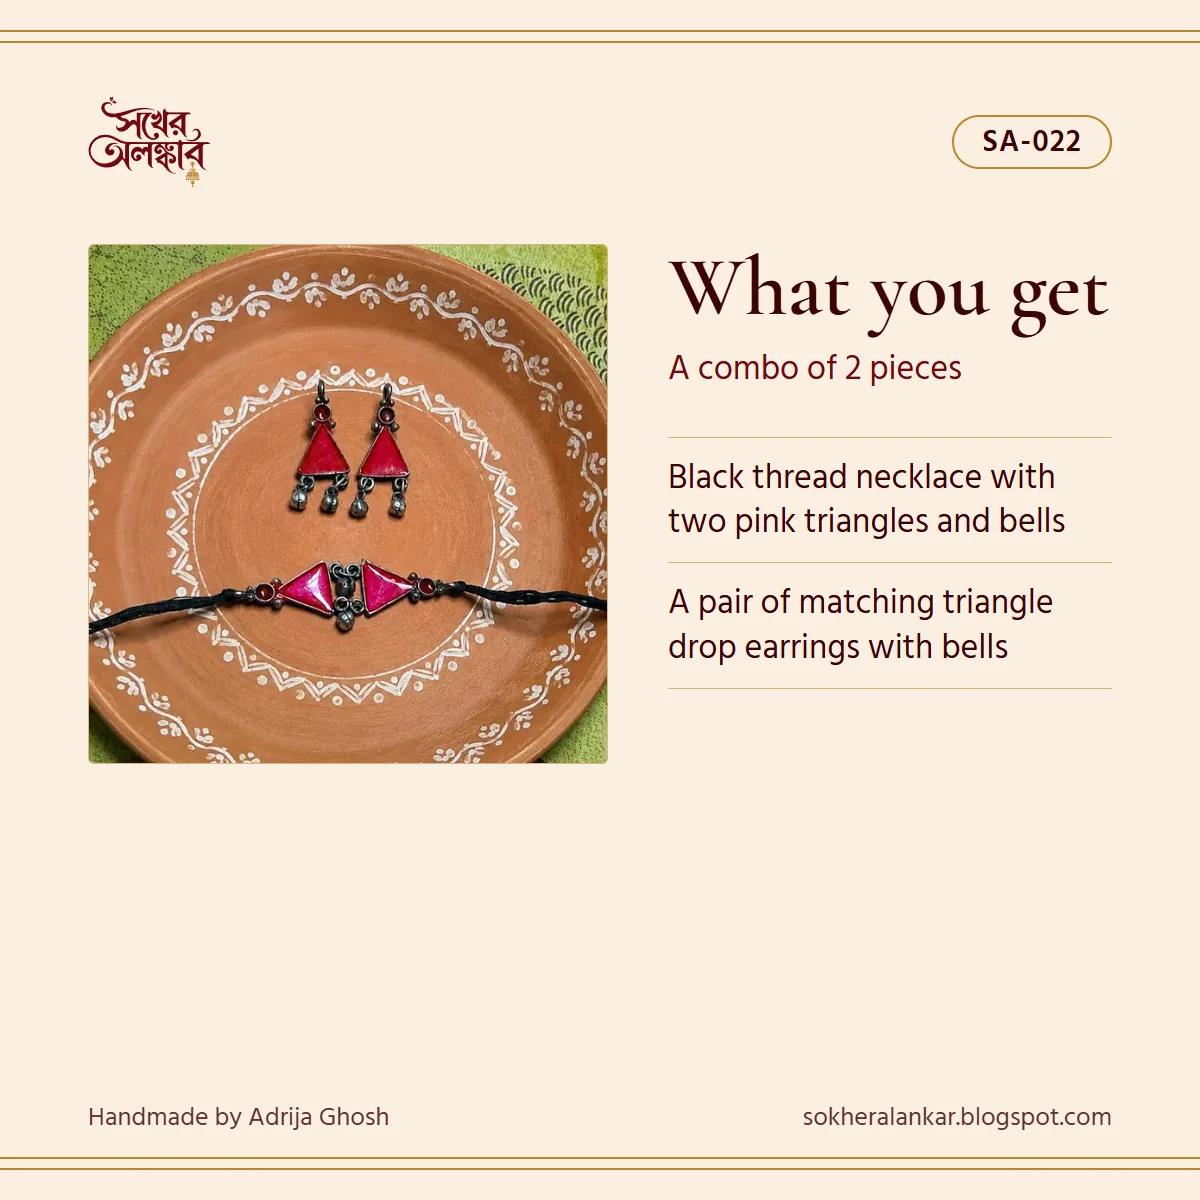 সখের
অলঙ্কার
SA-022
What you get
A combo of 2 pieces
Black thread necklace with
two pink triangles and bells
A pair of matching triangle
drop earrings with bells
Handmade by Adrija Ghosh
sokheralankar.blogspot.com